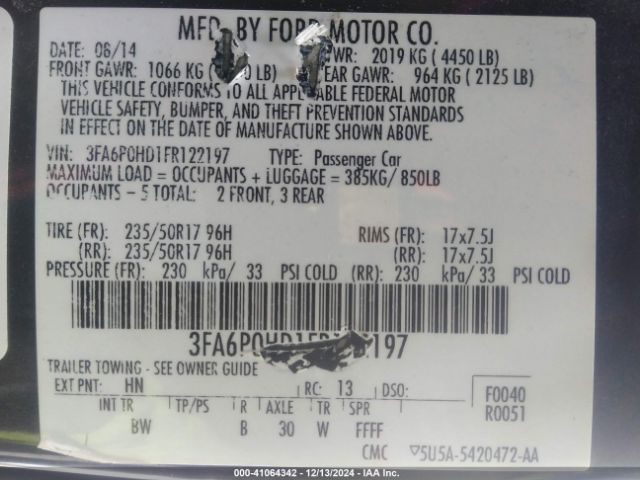 MFD. BY FORD MOTOR CO.
DATE: 08/14 GVWR: 2019 KG ( 4450 LB)
FRONT GAWR: 1066 KG ( LB) REAR GAWR: 964 KG ( 2125 LB)
THIS VEHICLE CONFORMS TO ALL APPLICABLE FEDERAL MOTOR
VEHICLE SAFETY, BUMPER, AND THEFT PREVENTION STANDARDS
IN EFFECT ON THE DATE OF MANUFACTURE SHOWN ABOVE.
VIN: 3FA6P0HD1FR122197 TYPE: Passenger Car
MAXIMUM LOAD = OCCUPANTS + LUGGAGE = 385KG/ 850LB
OCCUPANTS - 5 TOTAL: 2 FRONT, 3 REAR
TIRE (FR): 235/50R17 96H RIMS (FR): 17x7.5J
(RR): 235/50R17 96H (RR): 17x7.5J
PRESSURE (FR): 230 kPa/ 33 PSI COLD (RR): 230 kPa/ 33 PSI COLD
3FA6P0HD1FR122197
TRAILER TOWING - SEE OWNER GUIDE
EXT PNT: HN RC: 13 DSO: F0040
INT TR TP/PS R AXLE TR SPR R0051
BW B 30 W FFFF
CMC ▽5U5A-5420472-AA
000-41064342 - 12/13/2024 - IAA Inc.